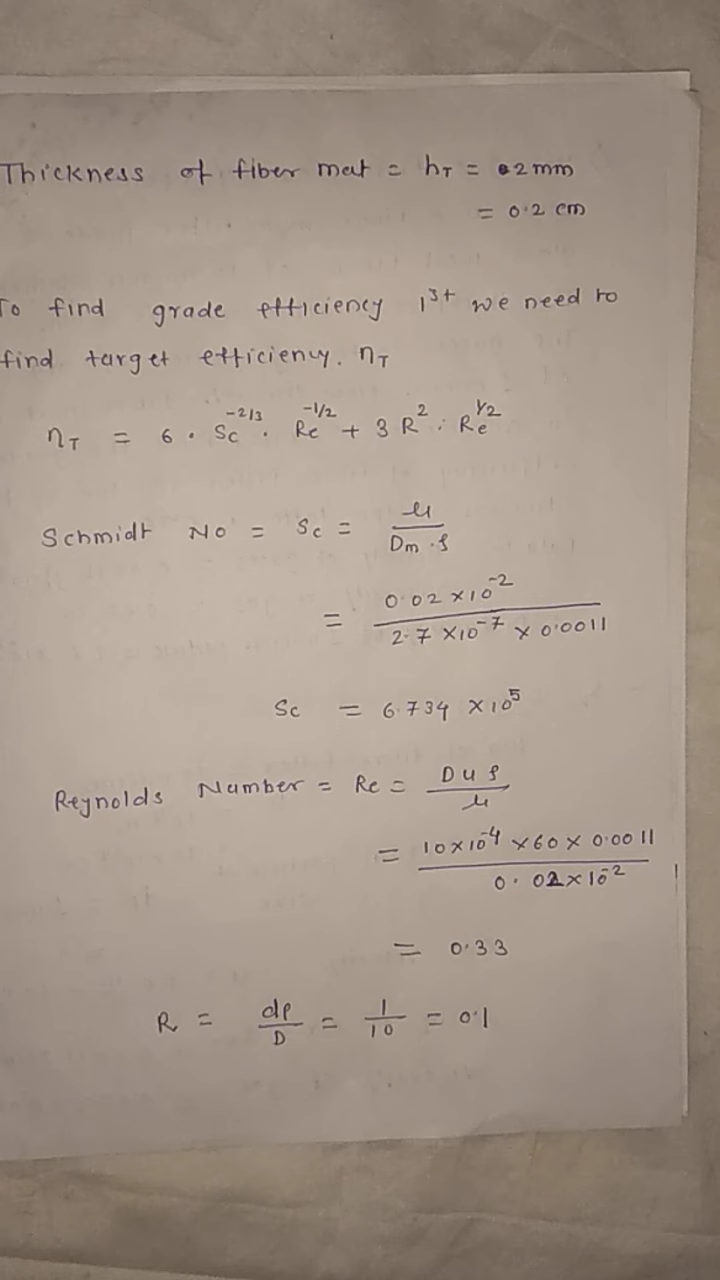 Thickness of fiber mat = hT = 2 mm
= 0.2 cm
To find grade efficiency 1st we need to
find target efficiency. ηT
ηT = 6 . Sc^-2/3 . Re^-1/2 + 3 R^2 . Re^1/2
Schmidt No = Sc = μ / Dm . ρ
= 0.02 × 10^-2 / 2.7 × 10^-7 × 0.0011
Sc = 6.734 × 10^5
Reynolds Number = Re = D u ρ / μ
= 10 × 10^-4 × 60 × 0.0011 / 0.02 × 10^-2
= 0.33
R = dp / D = 1 / 10 = 0.1